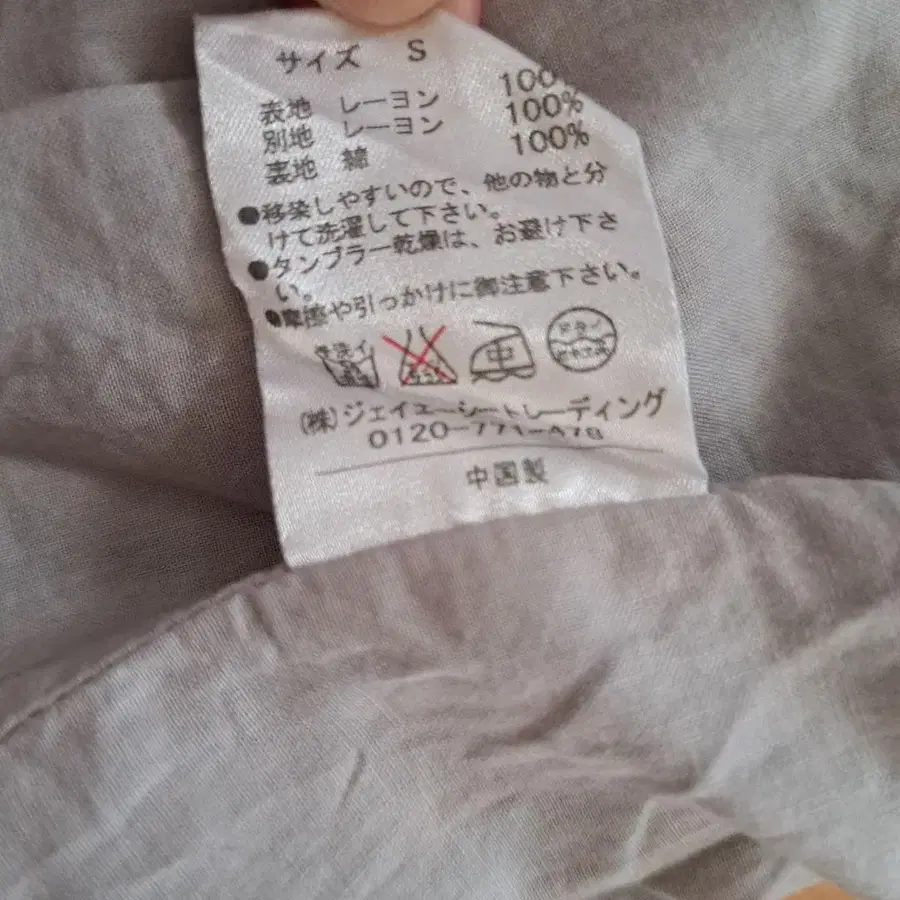 サイズ S
表地 レーヨン 100
別地 レーヨン 100%
裏地 綿 100%
●移染しやすいので、他の物と分
けて洗濯して下さい。
●タンブラー乾燥は、お避け下さ
い。
●摩擦や引っかけに御注意下さい。
中
(株)ジェイエーシートレーディング
0120-771-478
中国製